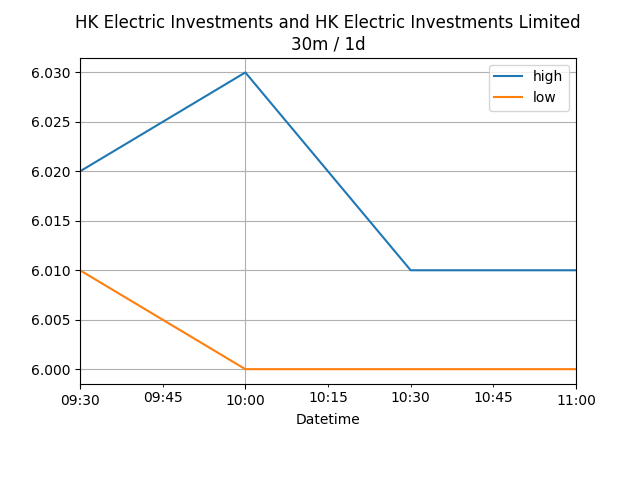 HK Electric Investments and HK Electric Investments Limited
30m / 1d
high
low
6.030
6.025
6.020
6.015
6.010
6.005
6.000
09:30
09:45
10:00
10:15
10:30
10:45
11:00
Datetime